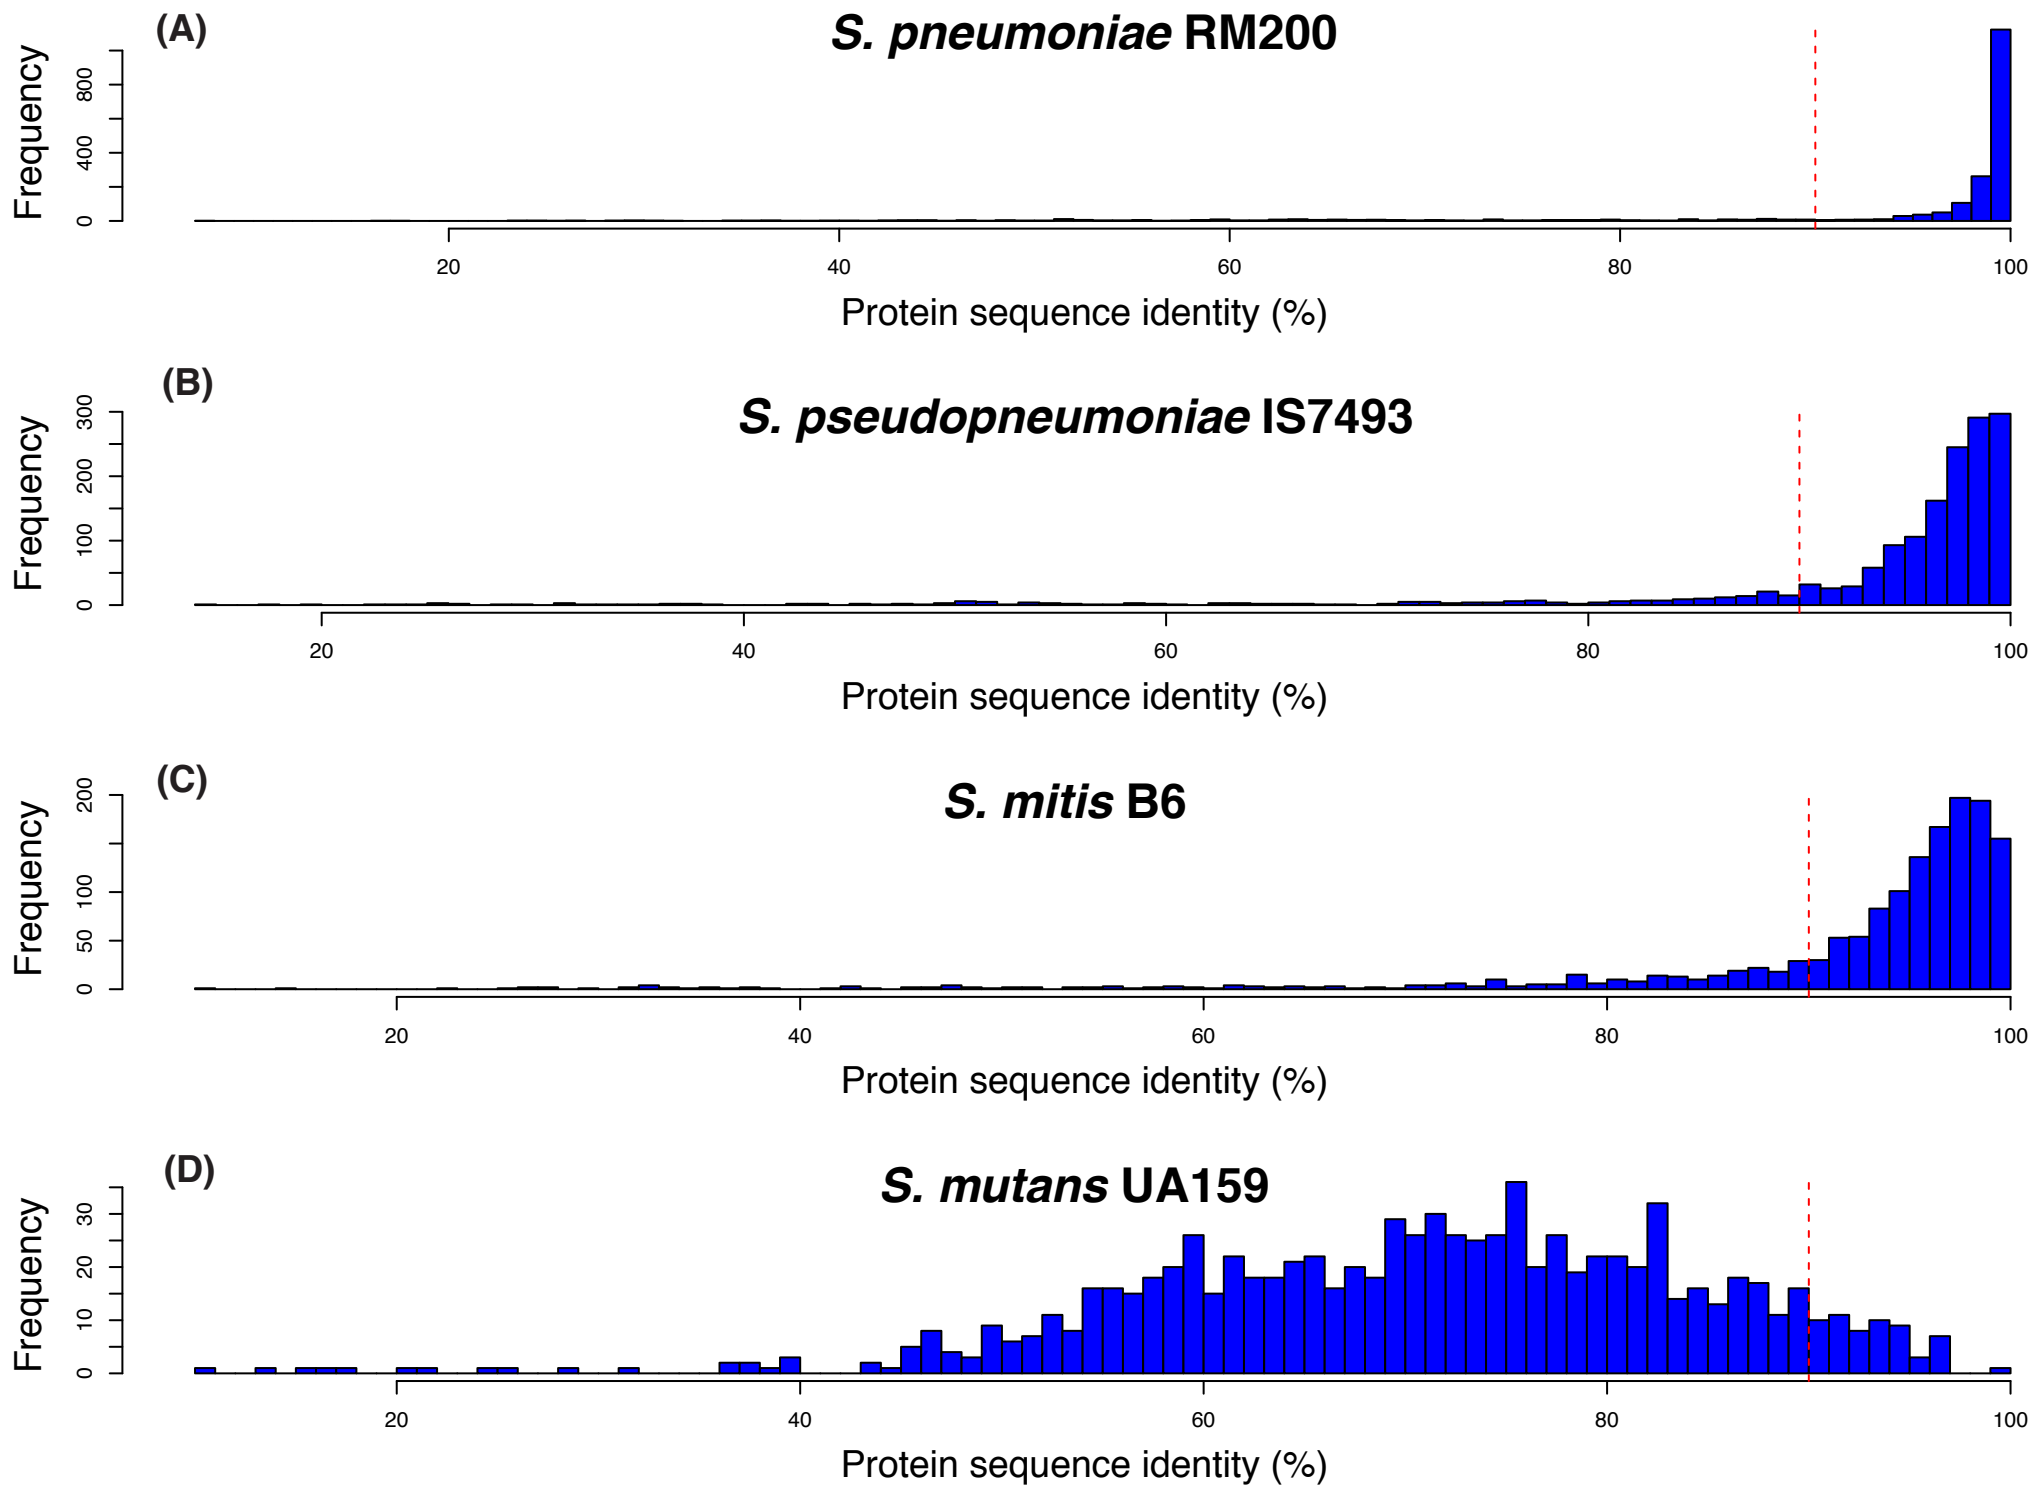 (A)
S. pneumoniae RM200
Frequency
0 400 800
20 40 60 80 100
Protein sequence identity (%)
(B)
S. pseudopneumoniae IS7493
Frequency
0 100 200 300
20 40 60 80 100
Protein sequence identity (%)
(C)
S. mitis B6
Frequency
0 50 100 200
20 40 60 80 100
Protein sequence identity (%)
(D)
S. mutans UA159
Frequency
0 10 20 30
20 40 60 80 100
Protein sequence identity (%)